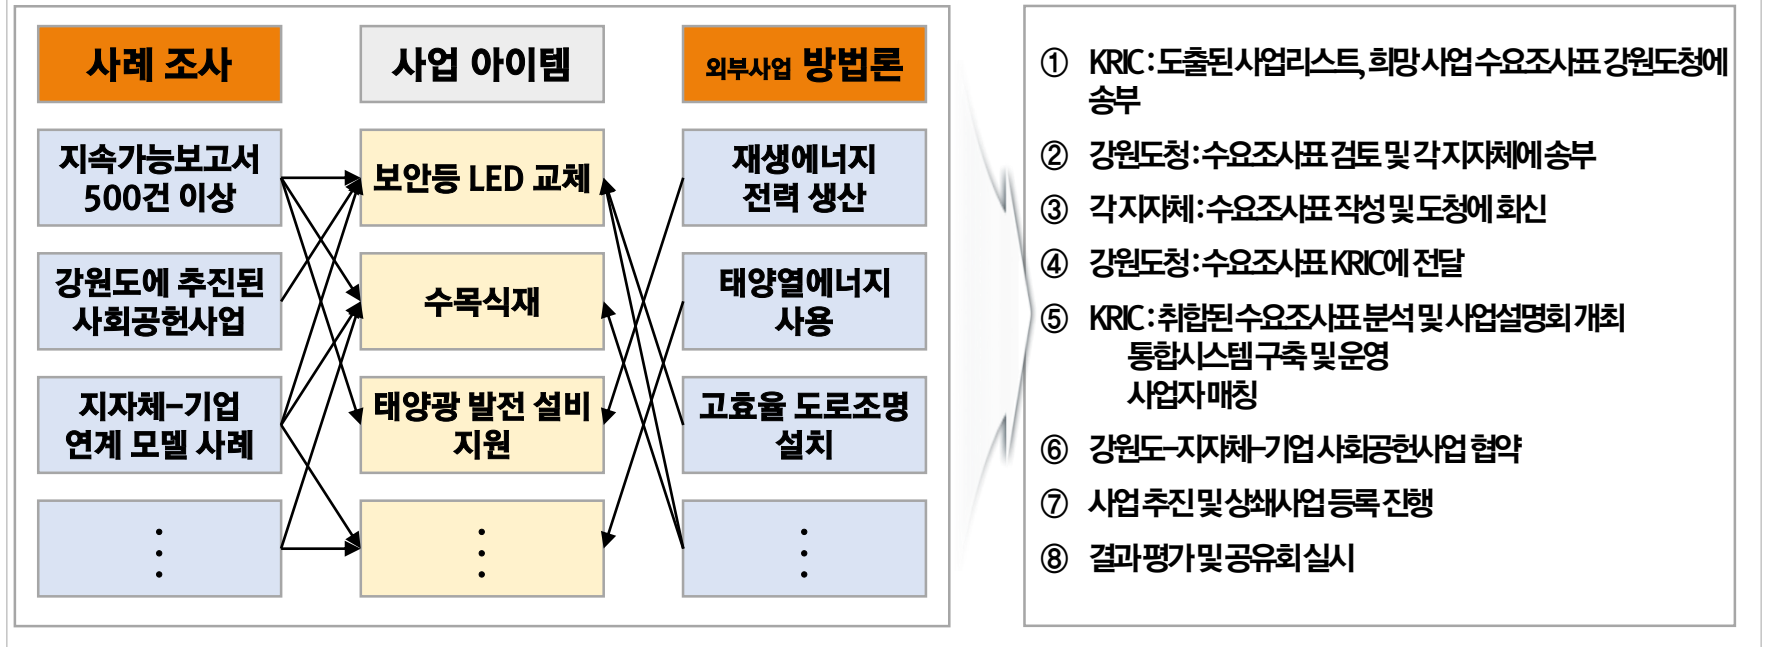 사례 조사
사업 아이템
외부사업 방법론
지속가능보고서
500건 이상
보안등 LED 교체
재생에너지
전력 생산
강원도에 추진된
사회공헌사업
수목식재
태양열에너지
사용
지자체-기업
연계 모델 사례
태양광 발전 설비
지원
고효율 도로조명
설치
① KRIC : 도출된 사업리스트, 희망 사업 수요조사표 강원도청에
송부
② 강원도청 : 수요조사표 검토 및 각 지자체에 송부
③ 각 지자체 : 수요조사표 작성 및 도청에 회신
④ 강원도청 : 수요조사표 KRIC에 전달
⑤ KRIC : 취합된 수요조사표 분석 및 사업설명회 개최
통합시스템 구축 및 운영
사업자 매칭
⑥ 강원도-지자체-기업 사회공헌사업 협약
⑦ 사업 추진 및 상쇄사업 등록 진행
⑧ 결과 평가 및 공유회 실시